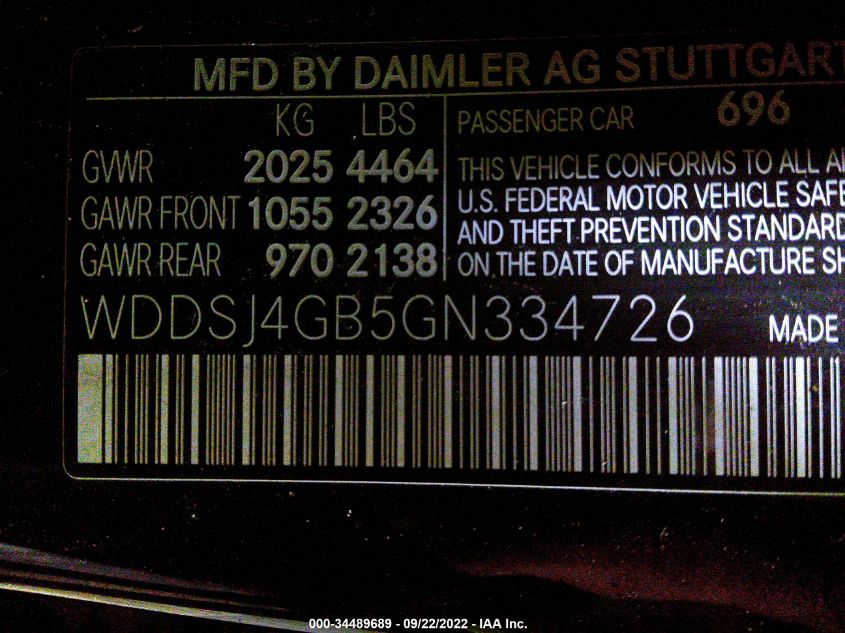 MFD BY DAIMLER AG STUTTGART
KG LBS
GVWR 2025 4464
GAWR FRONT 1055 2326
GAWR REAR 970 2138
PASSENGER CAR 696
THIS VEHICLE CONFORMS TO ALL
U.S. FEDERAL MOTOR VEHICLE SAFE
AND THEFT PREVENTION STANDARD
ON THE DATE OF MANUFACTURE SH
WDDSJ4GB5GN334726
MADE
000-34489689 - 09/22/2022 - IAA Inc.